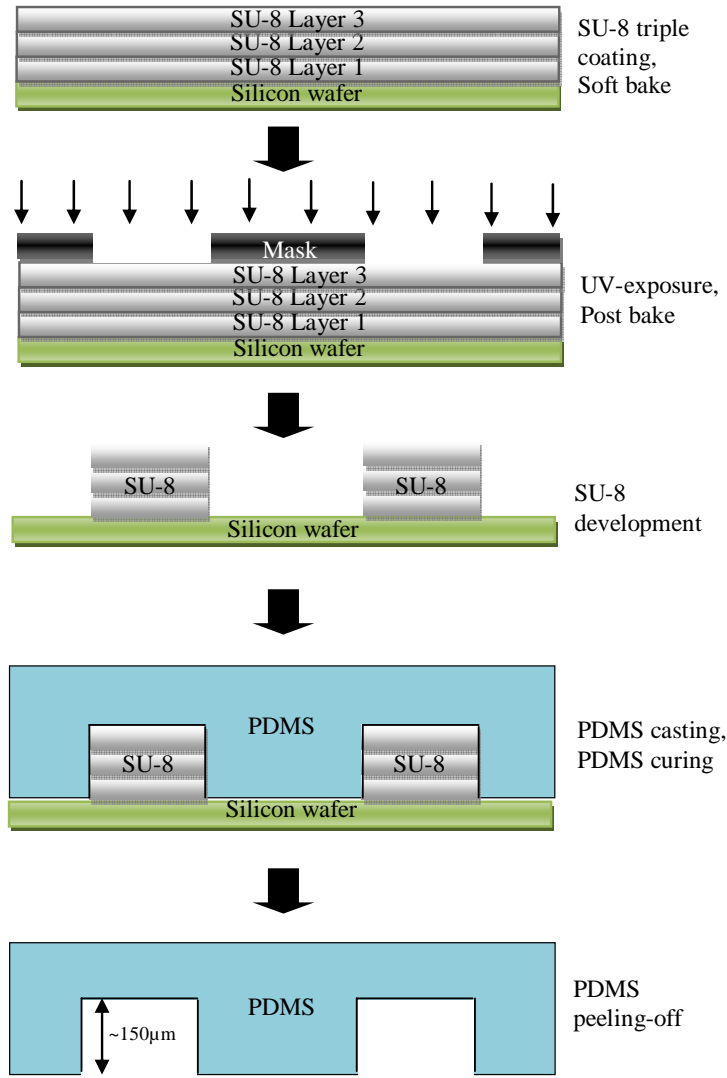 SU-8 Layer 3
SU-8 Layer 2
SU-8 Layer 1
Silicon wafer
SU-8 triple
coating,
Soft bake
Mask
SU-8 Layer 3
SU-8 Layer 2
SU-8 Layer 1
Silicon wafer
UV-exposure,
Post bake
SU-8
SU-8
Silicon wafer
SU-8
development
PDMS
SU-8
SU-8
Silicon wafer
PDMS casting,
PDMS curing
PDMS
~150µm
PDMS
peeling-off